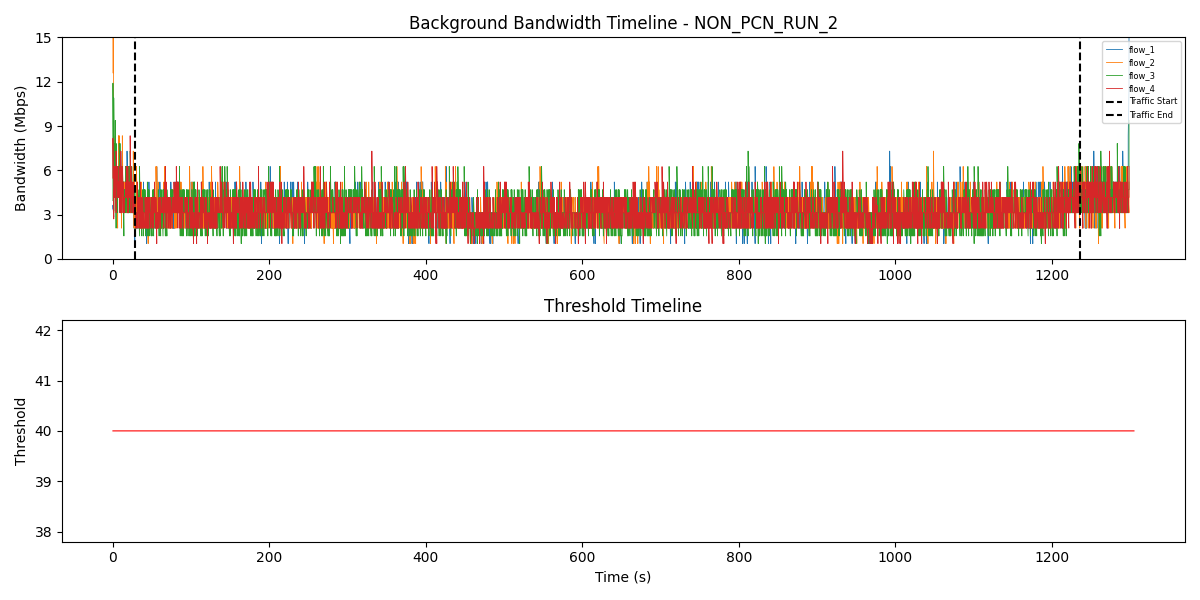 Background Bandwidth Timeline - NON_PCN_RUN_2
Bandwidth (Mbps)
15
12
9
6
3
0
flow_1
flow_2
flow_3
flow_4
Traffic Start
Traffic End
0 200 400 600 800 1000 1200
Threshold Timeline
Threshold
42
41
40
39
38
0 200 400 600 800 1000 1200
Time (s)